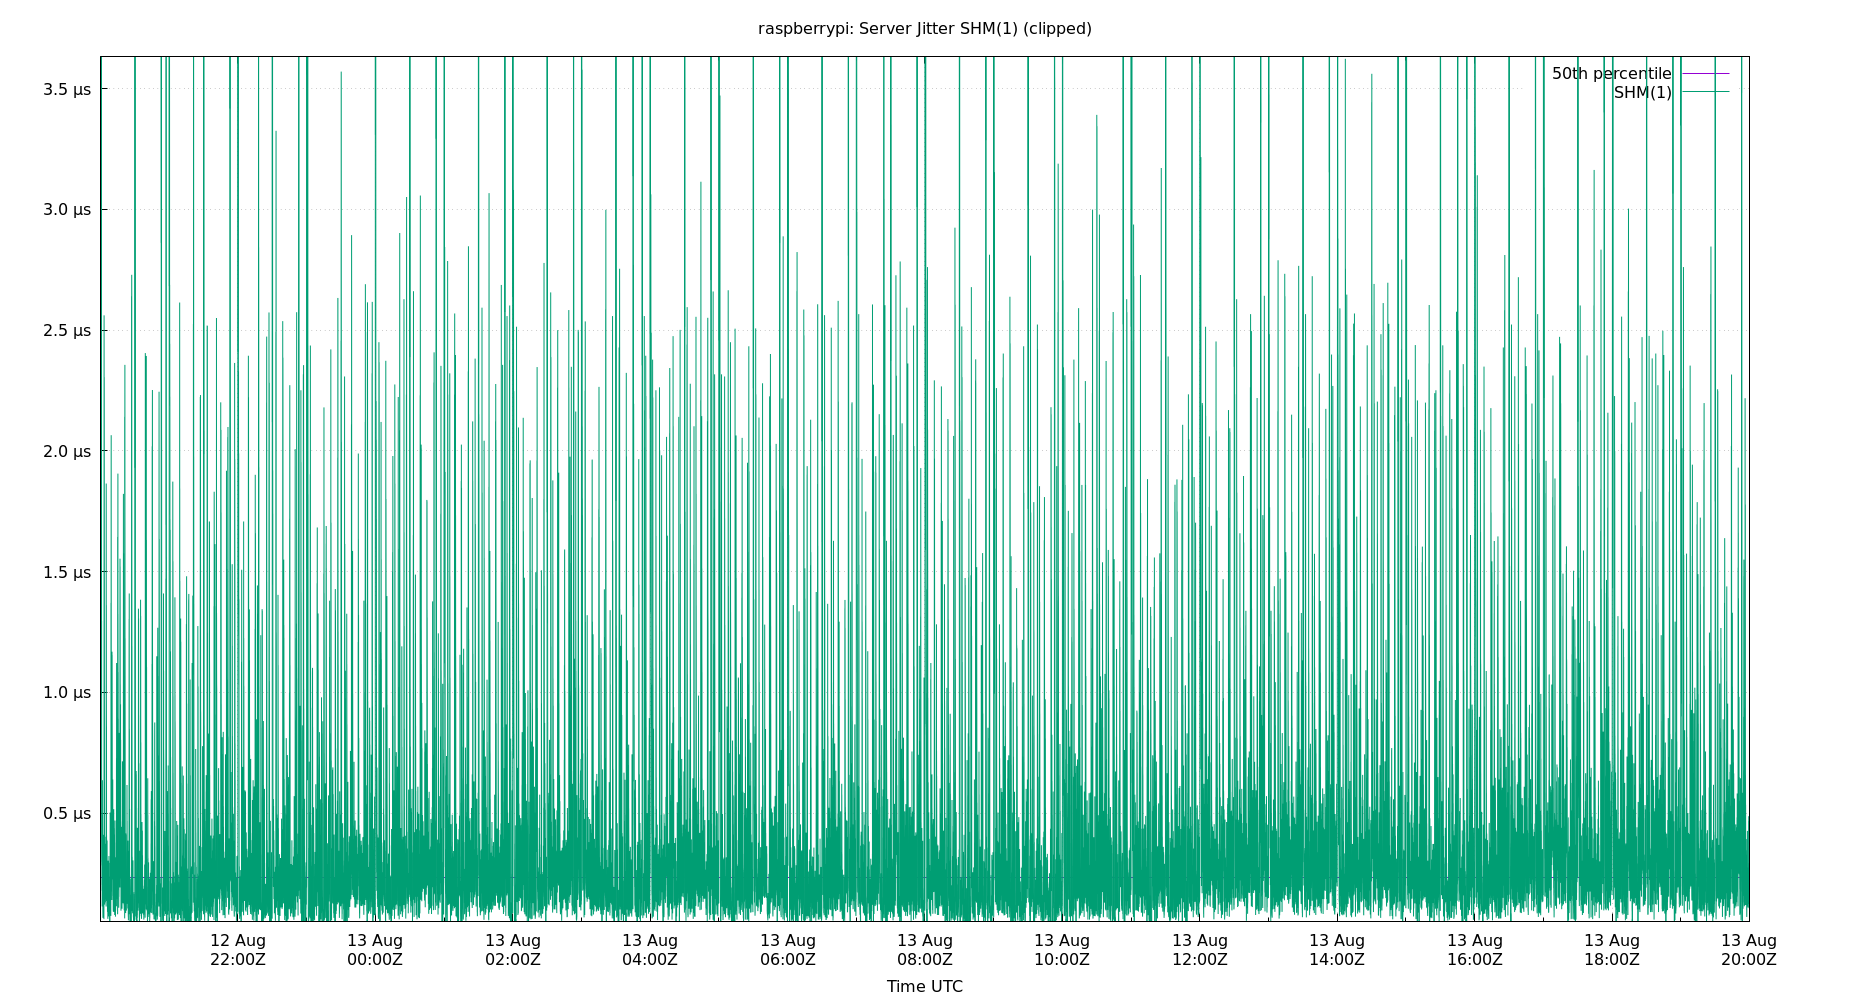 raspberrypi: Server Jitter SHM(1) (clipped)
50th percentile
SHM(1)
3.5 µs
3.0 µs
2.5 µs
2.0 µs
1.5 µs
1.0 µs
0.5 µs
12 Aug 13 Aug 13 Aug 13 Aug 13 Aug 13 Aug 13 Aug 13 Aug 13 Aug 13 Aug 13 Aug 13 Aug
22:00Z 00:00Z 02:00Z 04:00Z 06:00Z 08:00Z 10:00Z 12:00Z 14:00Z 16:00Z 18:00Z 20:00Z
Time UTC